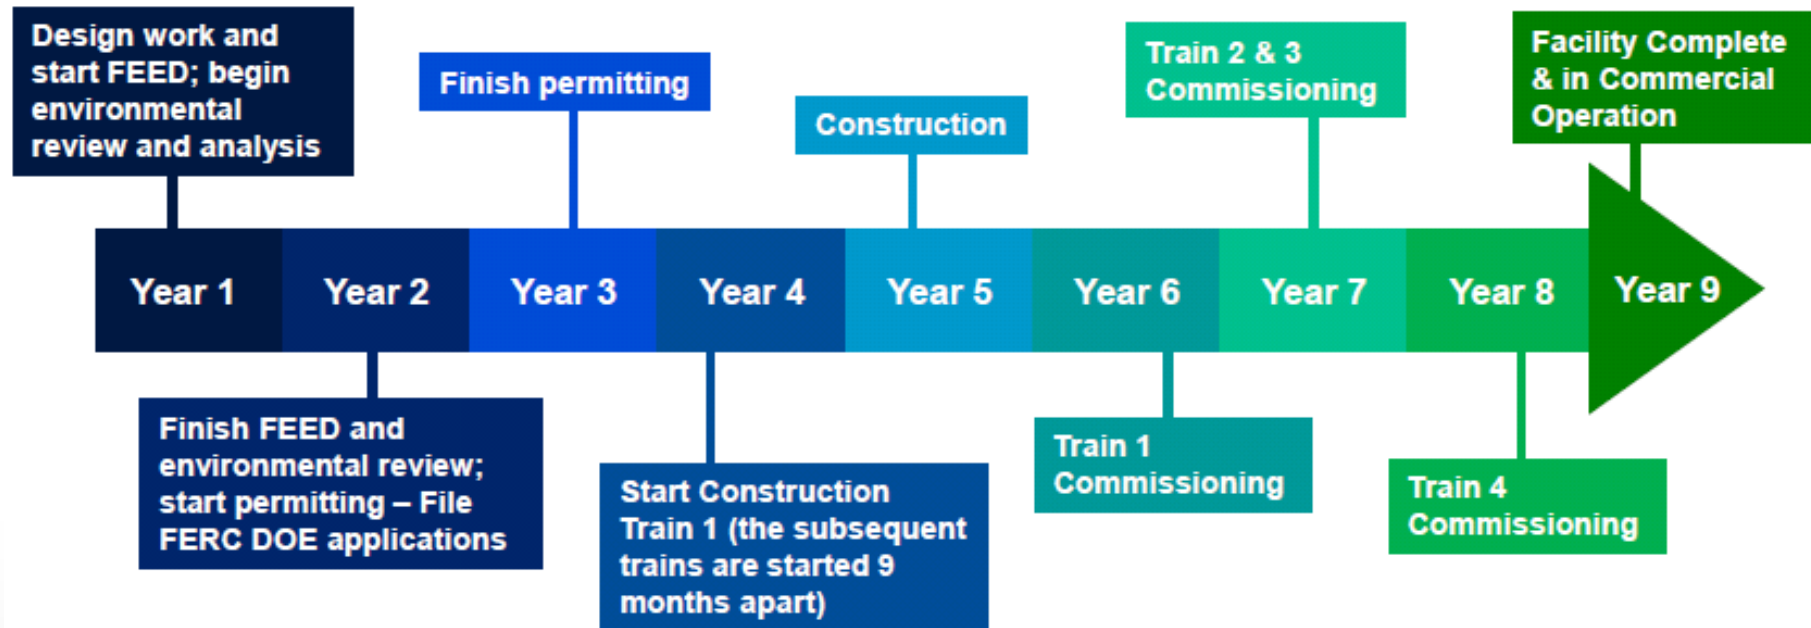 Design work and
start FEED; begin
environmental
review and analysis
Finish permitting
Construction
Train 2 & 3
Commissioning
Facility Complete
& in Commercial
Operation
Year 1
Year 2
Year 3
Year 4
Year 5
Year 6
Year 7
Year 8
Year 9
Finish FEED and
environmental review;
start permitting – File
FERC DOE applications
Start Construction
Train 1 (the subsequent
trains are started 9
months apart)
Train 1
Commissioning
Train 4
Commissioning